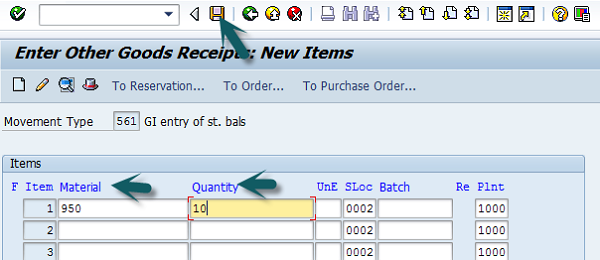 Enter Other Goods Receipts: New Items
To Reservation... To Order... To Purchase Order...
Movement Type 561 GI entry of st. bals
Items
F Item Material Quantity UnE SLoc Batch Re Plnt
1 950 10 0002 1000
2 0002 1000
3 0002 1000